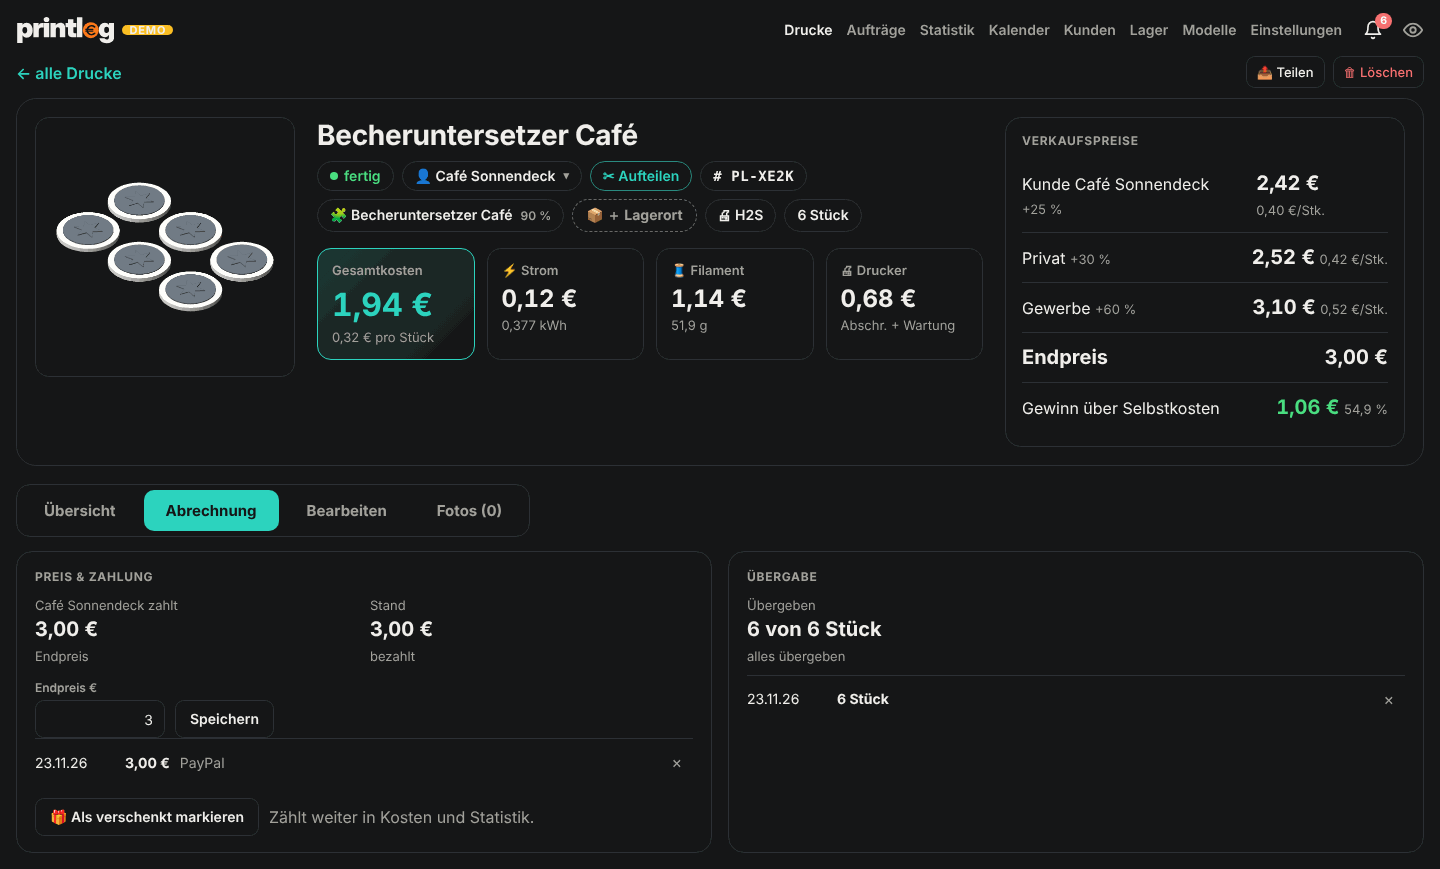 printlog DEMO
Drucke Aufträge Statistik Kalender Kunden Lager Modelle Einstellungen 6
← alle Drucke
Teilen Löschen
Becheruntersetzer Café
fertig Café Sonnendeck ▾ Aufteilen # PL-XE2K
Becheruntersetzer Café 90 % + Lagerort H2S 6 Stück
Gesamtkosten
1,94 €
0,32 € pro Stück
Strom
0,12 €
0,377 kWh
Filament
1,14 €
51,9 g
Drucker
0,68 €
Abschr. + Wartung
VERKAUFSPREISE
Kunde Café Sonnendeck 2,42 €
+25 % 0,40 €/Stk.
Privat +30 % 2,52 € 0,42 €/Stk.
Gewerbe +60 % 3,10 € 0,52 €/Stk.
Endpreis 3,00 €
Gewinn über Selbstkosten 1,06 € 54,9 %
Übersicht Abrechnung Bearbeiten Fotos (0)
PREIS & ZAHLUNG
Café Sonnendeck zahlt
3,00 €
Endpreis
Stand
3,00 €
bezahlt
Endpreis €
3 Speichern
23.11.26 3,00 € PayPal ×
Als verschenkt markieren Zählt weiter in Kosten und Statistik.
ÜBERGABE
Übergeben
6 von 6 Stück
alles übergeben
23.11.26 6 Stück ×